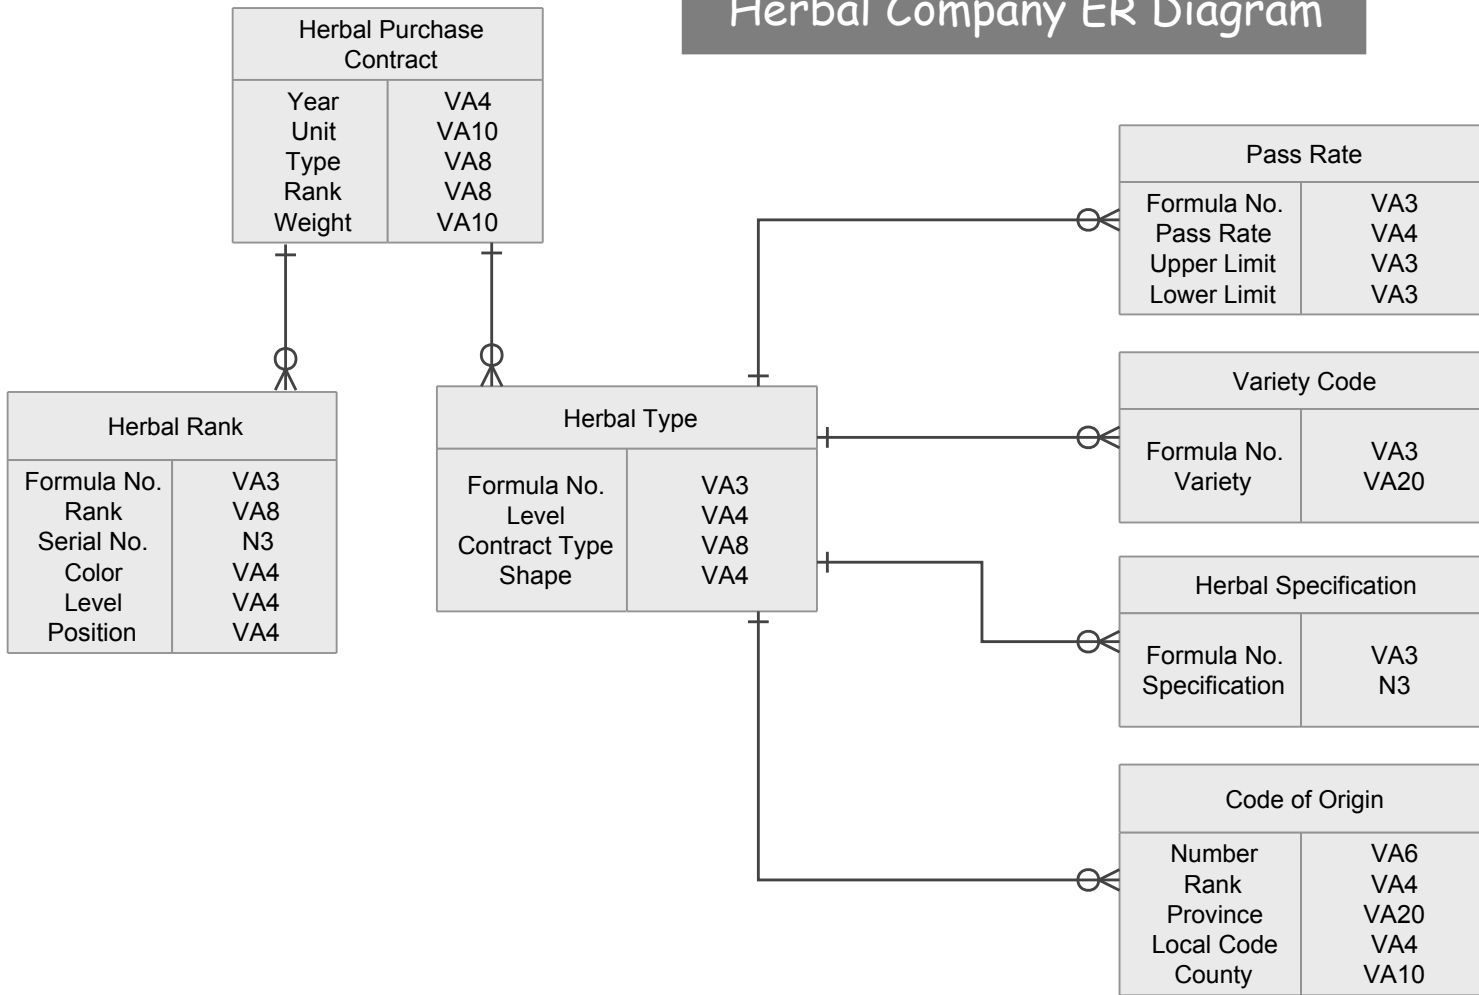 Herbal Company ER Diagram
Herbal Purchase
Contract
Year VA4
Unit VA10
Type VA8
Rank VA8
Weight VA10
Herbal Rank
Formula No. VA3
Rank VA8
Serial No. N3
Color VA4
Level VA4
Position VA4
Herbal Type
Formula No. VA3
Level VA4
Contract Type VA8
Shape VA4
Pass Rate
Formula No. VA3
Pass Rate VA4
Upper Limit VA3
Lower Limit VA3
Variety Code
Formula No. VA3
Variety VA20
Herbal Specification
Formula No. VA3
Specification N3
Code of Origin
Number VA6
Rank VA4
Province VA20
Local Code VA4
County VA10